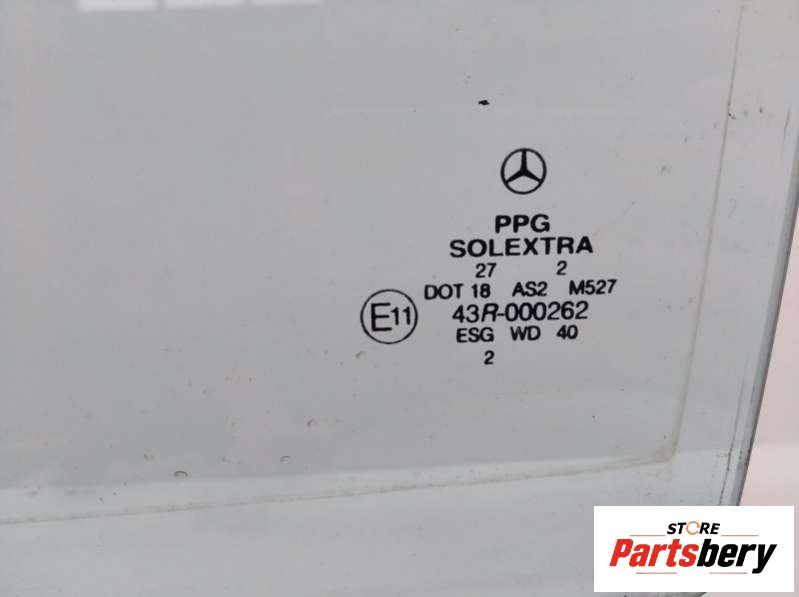 PPG
SOLEXTRA
27 2
DOT 18 AS2 M527
E11 43R-000262
ESG WD 40
2
STORE
Partsbery